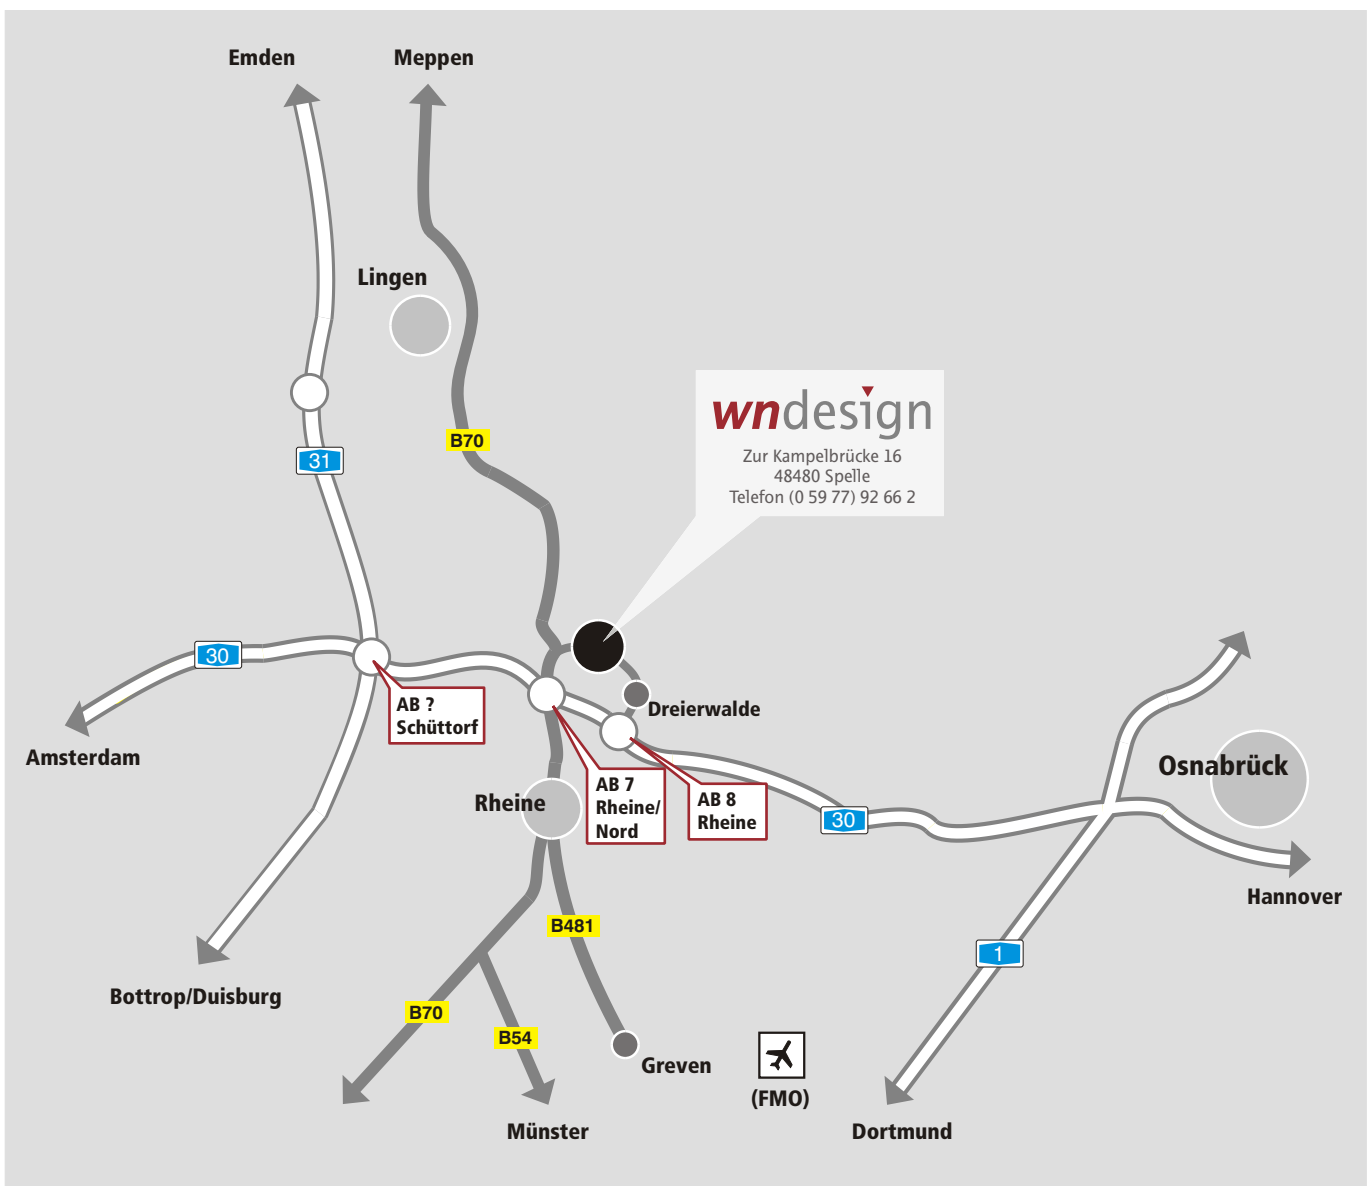 Emden
Meppen
Lingen
B70
31
wndesign
Zur Kampelbrücke 16
48480 Spelle
Telefon (0 59 77) 92 66 2
30
AB ?
Schüttorf
Amsterdam
Dreierwalde
Rheine
AB 7
Rheine/
Nord
AB 8
Rheine
30
Osnabrück
Hannover
B481
1
Bottrop/Duisburg
B70
B54
Greven
(FMO)
Münster
Dortmund